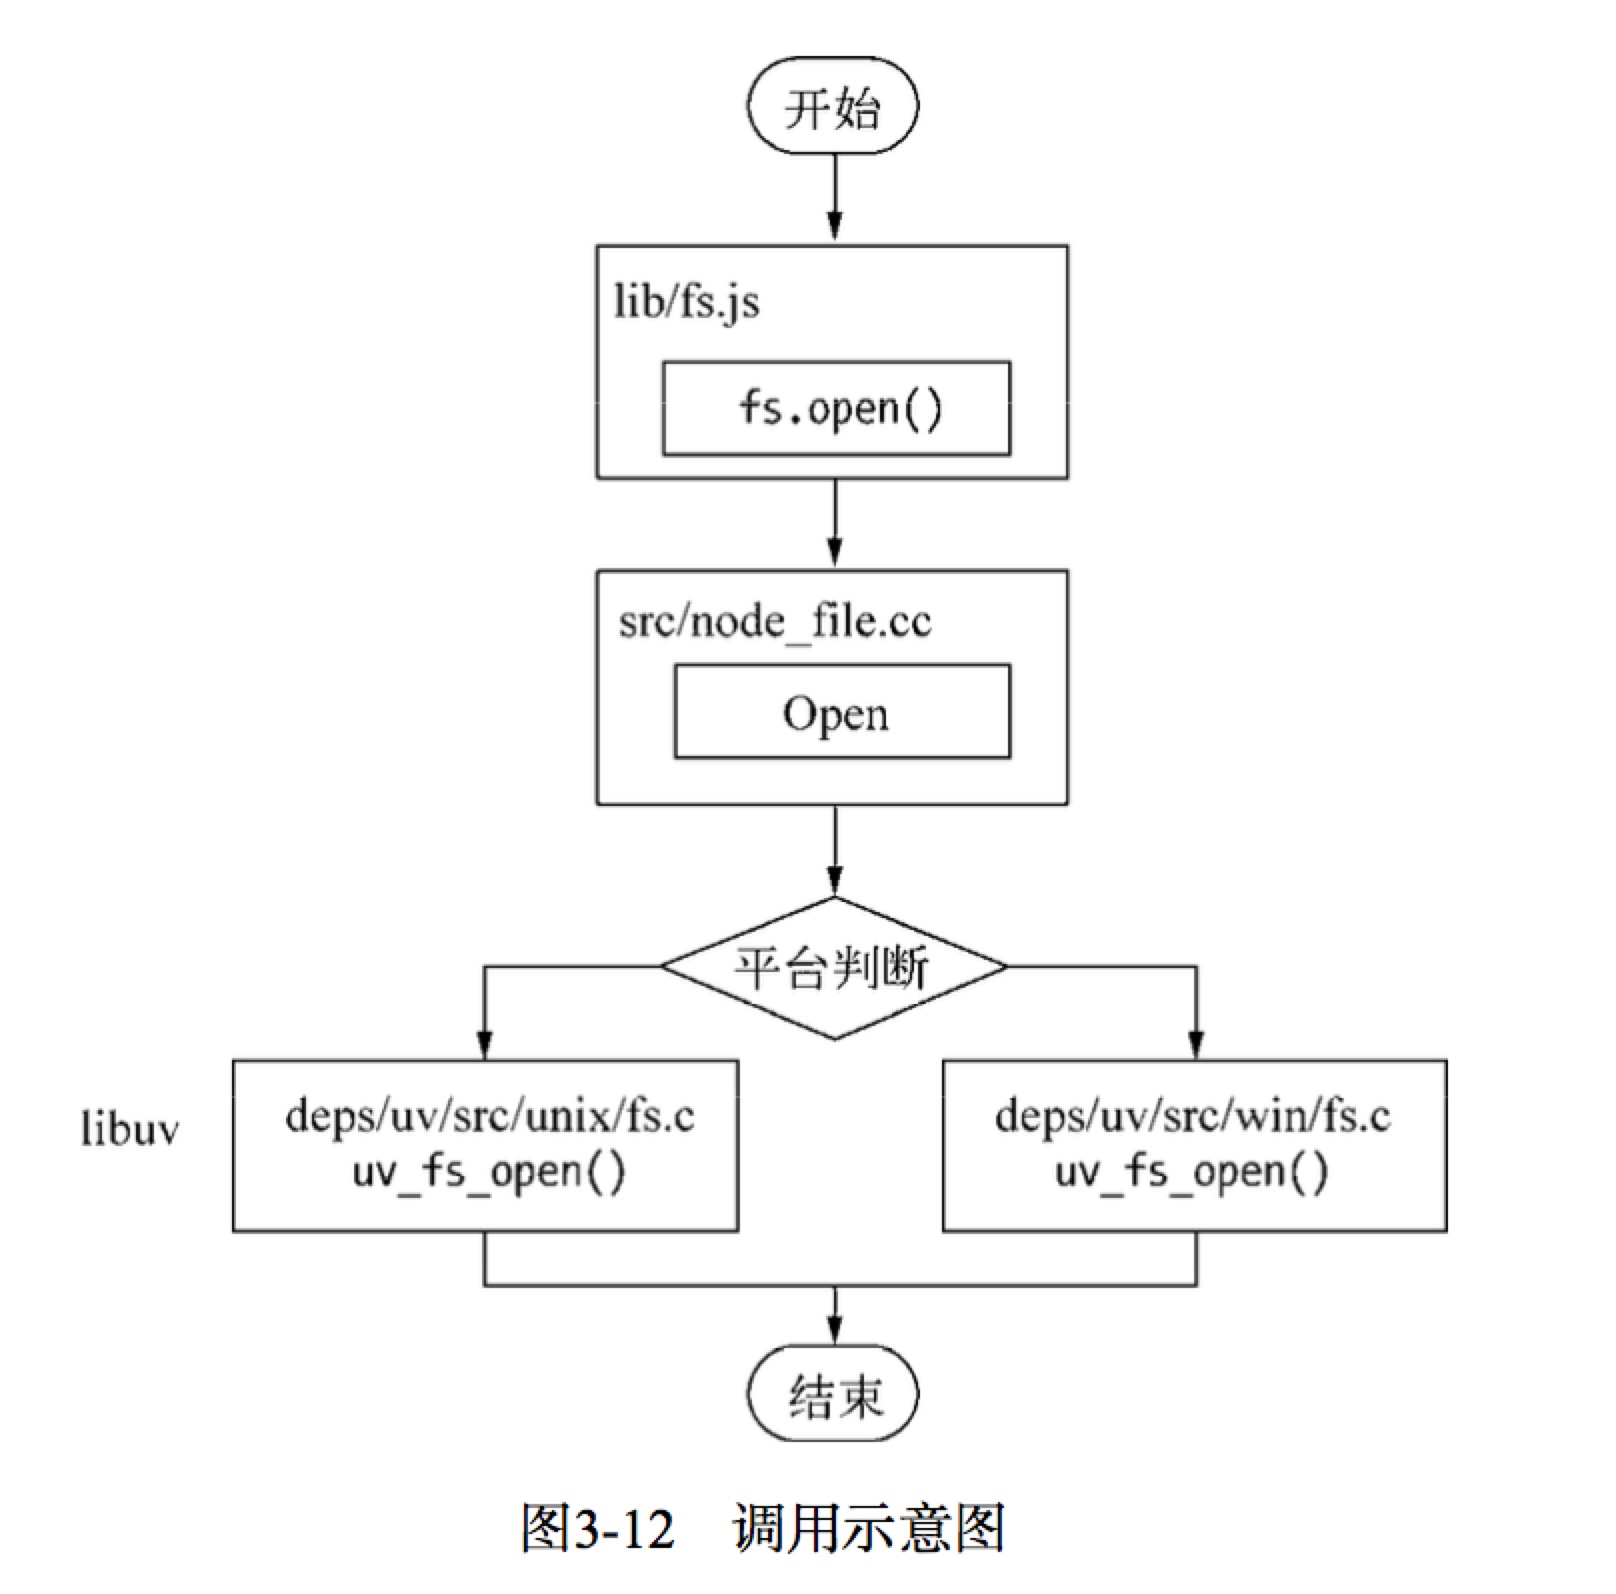 开始
lib/fs.js
fs.open()
src/node_file.cc
Open
平台判断
libuv
deps/uv/src/unix/fs.c
uv_fs_open()
deps/uv/src/win/fs.c
uv_fs_open()
结束
图3-12 调用示意图